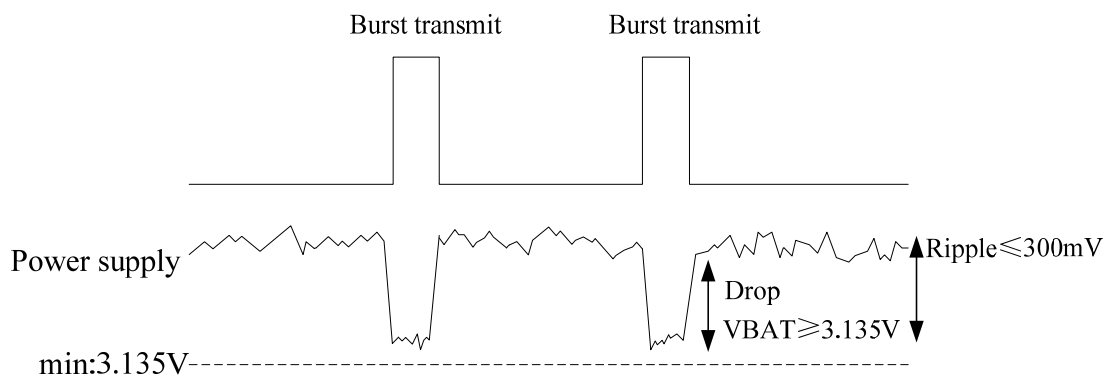 Burst transmit Burst transmit
Power supply
Ripple≤300mV
Drop
VBAT≥3.135V
min:3.135V